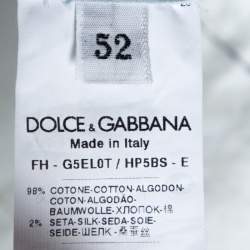 52
DOLCE & GABBANA
Made in Italy
FH - G5EL0T / HP5BS - E
98% COTONE-COTTON-ALGODON-
COTON-ALGODÃO-
BAUMWOLLE-ХЛОПОК-棉
2% SETA-SILK-SEDA-SOIE-
SEIDE-ШЕЛК - 桑蚕丝